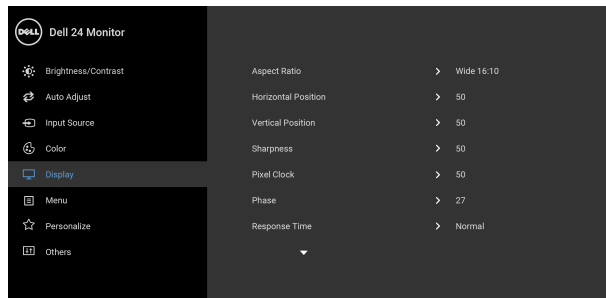 DELL Dell 24 Monitor
Brightness/Contrast
Auto Adjust
Input Source
Color
Display
Menu
Personalize
Others
Aspect Ratio Wide 16:10
Horizontal Position 50
Vertical Position 50
Sharpness 50
Pixel Clock 50
Phase 27
Response Time Normal